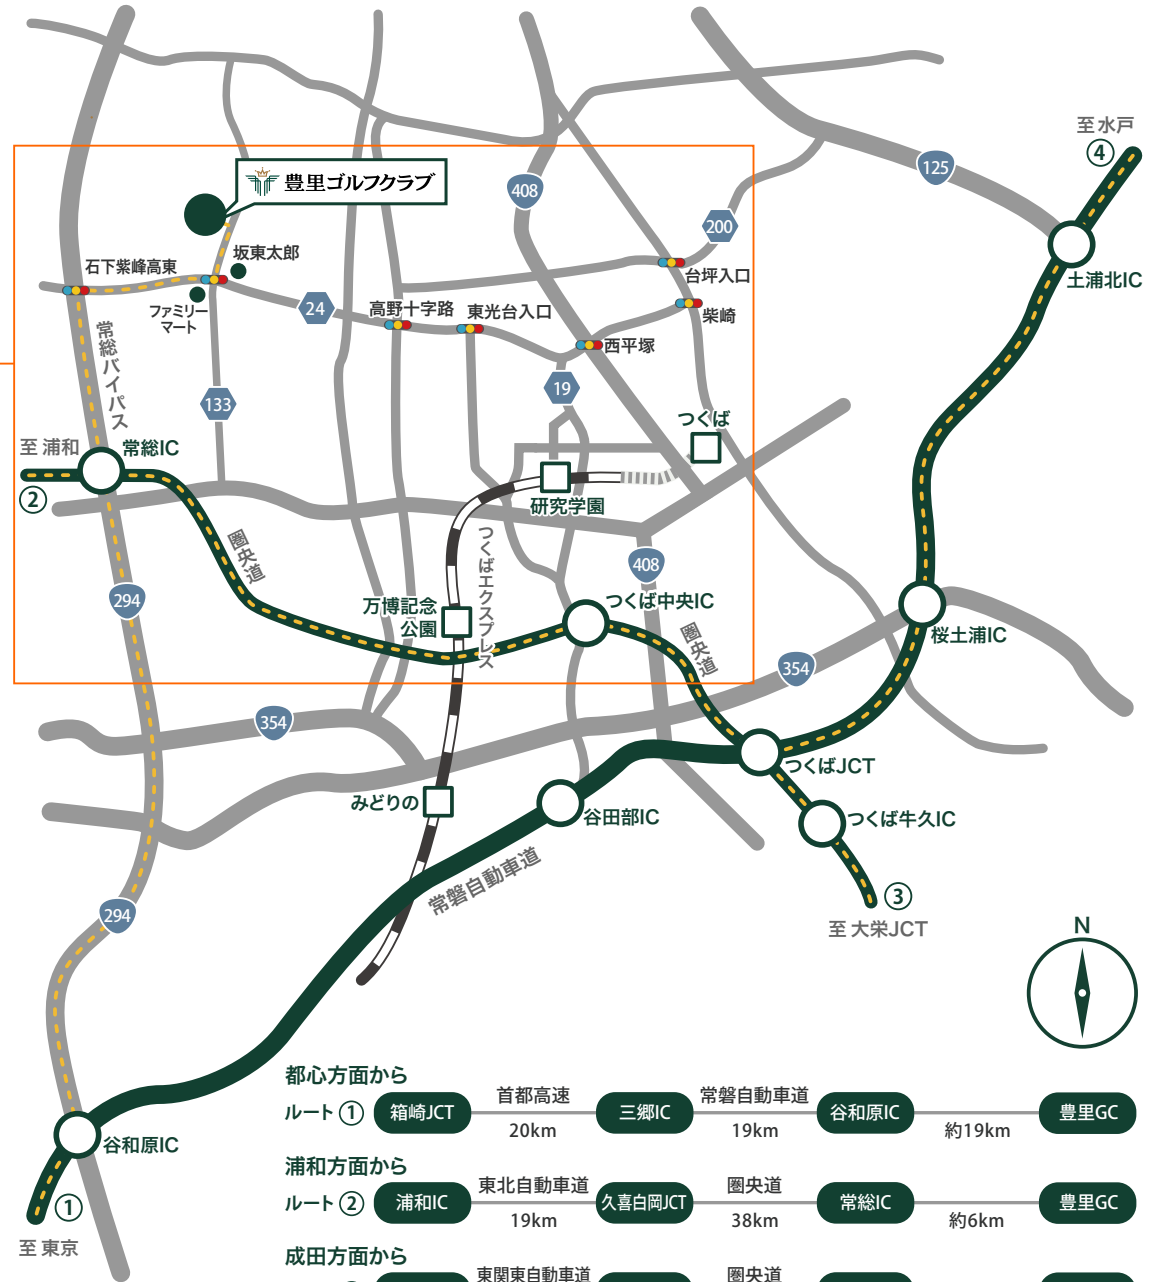 至 水戸
④
125
408
200
豊里ゴルフクラブ
坂東太郎
石下紫峰高東
ファミリー
マート
24
高野十字路
東光台入口
台坪入口
柴崎
西平塚
土浦北IC
常総バイパス
133
19
つくば
至 浦和
②
常総IC
研究学園
圏央道
つくばエクスプレス
408
294
万博記念
公園
つくば中央IC
圏央道
桜土浦IC
354
354
つくばJCT
みどりの
谷田部IC
つくば牛久IC
常磐自動車道
③
至 大栄JCT
294
N
谷和原IC
①
至 東京
都心方面から
ルート① 箱崎JCT 首都高速 20km 三郷IC 常磐自動車道 19km 谷和原IC 約19km 豊里GC
浦和方面から
ルート② 浦和IC 東北自動車道 19km 久喜白岡JCT 圏央道 38km 常総IC 約6km 豊里GC
成田方面から
東関東自動車道 圏央道